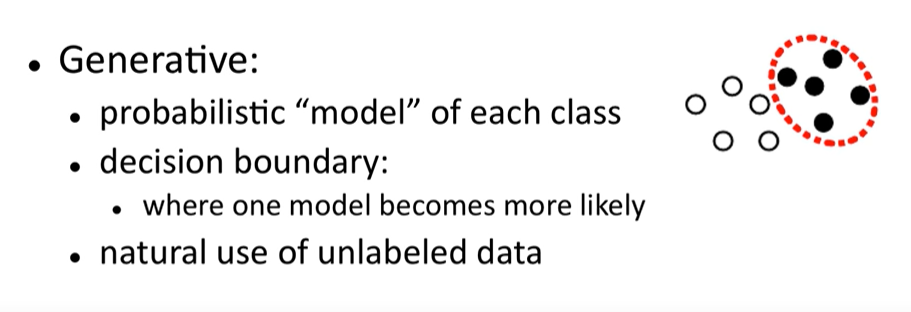 • Generative:
• probabilistic “model” of each class
• decision boundary:
• where one model becomes more likely
• natural use of unlabeled data